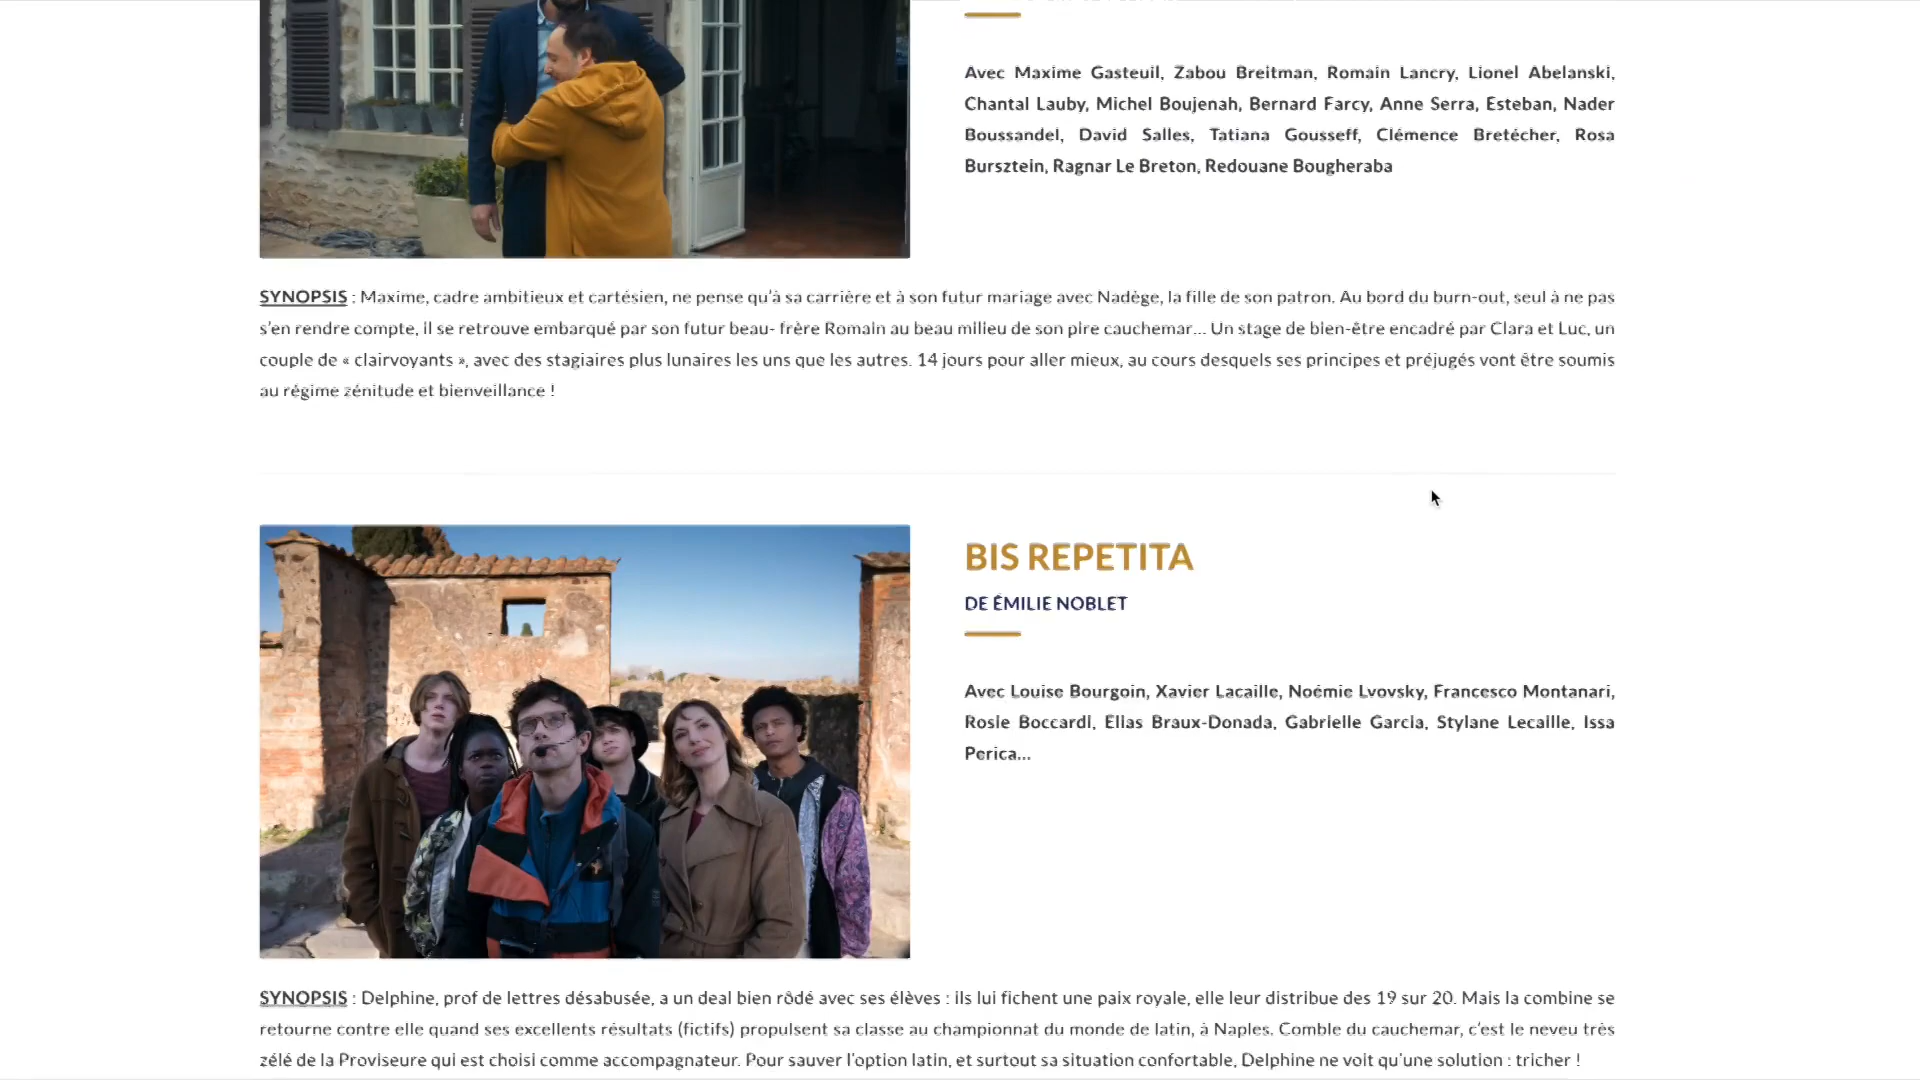 Avec Maxime Gasteuil, Zabou Breitman, Romain Lancry, Lionel Abelanski,
Chantal Lauby, Michel Boujenah, Bernard Farcy, Anne Serra, Esteban, Nader
Boussandel, David Salles, Tatiana Gousseff, Clémence Bretécher, Rosa
Bursztein, Ragnar Le Breton, Redouane Bougheraba
SYNOPSIS : Maxime, cadre ambitieux et cartésien, ne pense qu’à sa carrière et à son futur mariage avec Nadège, la fille de son patron. Au bord du burn-out, seul à ne pas
s’en rendre compte, il se retrouve embarqué par son futur beau- frère Romain au beau milieu de son pire cauchemar... Un stage de bien-être encadré par Clara et Luc, un
couple de « clairvoyants », avec des stagiaires plus lunaires les uns que les autres. 14 jours pour aller mieux, au cours desquels ses principes et préjugés vont être soumis
au régime zénitude et bienveillance !
BIS REPETITA
DE ÉMILIE NOBLET
Avec Louise Bourgoin, Xavier Lacaille, Noémie Lvovsky, Francesco Montanari,
Rosie Boccardi, Elias Braux-Donada, Gabrielle Garcia, Stylane Lecaille, Issa
Perica...
SYNOPSIS : Delphine, prof de lettres désabusée, a un deal bien rôdé avec ses élèves : ils lui fichent une paix royale, elle leur distribue des 19 sur 20. Mais la combine se
retourne contre elle quand ses excellents résultats (fictifs) propulsent sa classe au championnat du monde de latin, à Naples. Comble du cauchemar, c’est le neveu très
zélé de la Proviseure qui est choisi comme accompagnateur. Pour sauver l’option latin, et surtout sa situation confortable, Delphine ne voit qu’une solution : tricher !